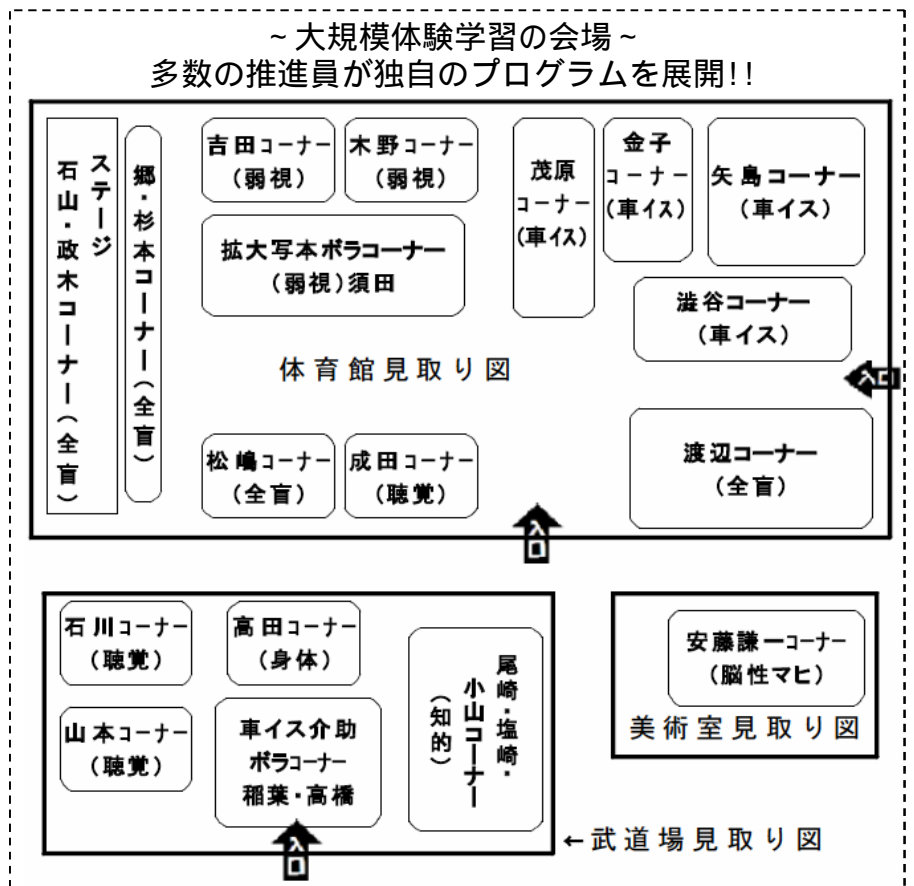 ~大規模体験学習の会場~
多数の推進員が独自のプログラムを展開!!
ステージ
石山・政木コーナー(全盲)
郷・杉本コーナー(全盲)
吉田コーナー
(弱視)
木野コーナー
(弱視)
拡大写本ボラコーナー
(弱視)須田
茂原
コーナー
(車イス)
金子
コーナー
(車イス)
矢島コーナー
(車イス)
澁谷コーナー
(車イス)
体育館見取り図
入口
松嶋コーナー
(全盲)
成田コーナー
(聴覚)
渡辺コーナー
(全盲)
入口
石川コーナー
(聴覚)
高田コーナー
(身体)
尾崎・塩崎・
小山コーナー
(知的)
山本コーナー
(聴覚)
車イス介助
ボラコーナー
稲葉・高橋
入口
←武道場見取り図
安藤謙一コーナー
(脳性マヒ)
美術室見取り図